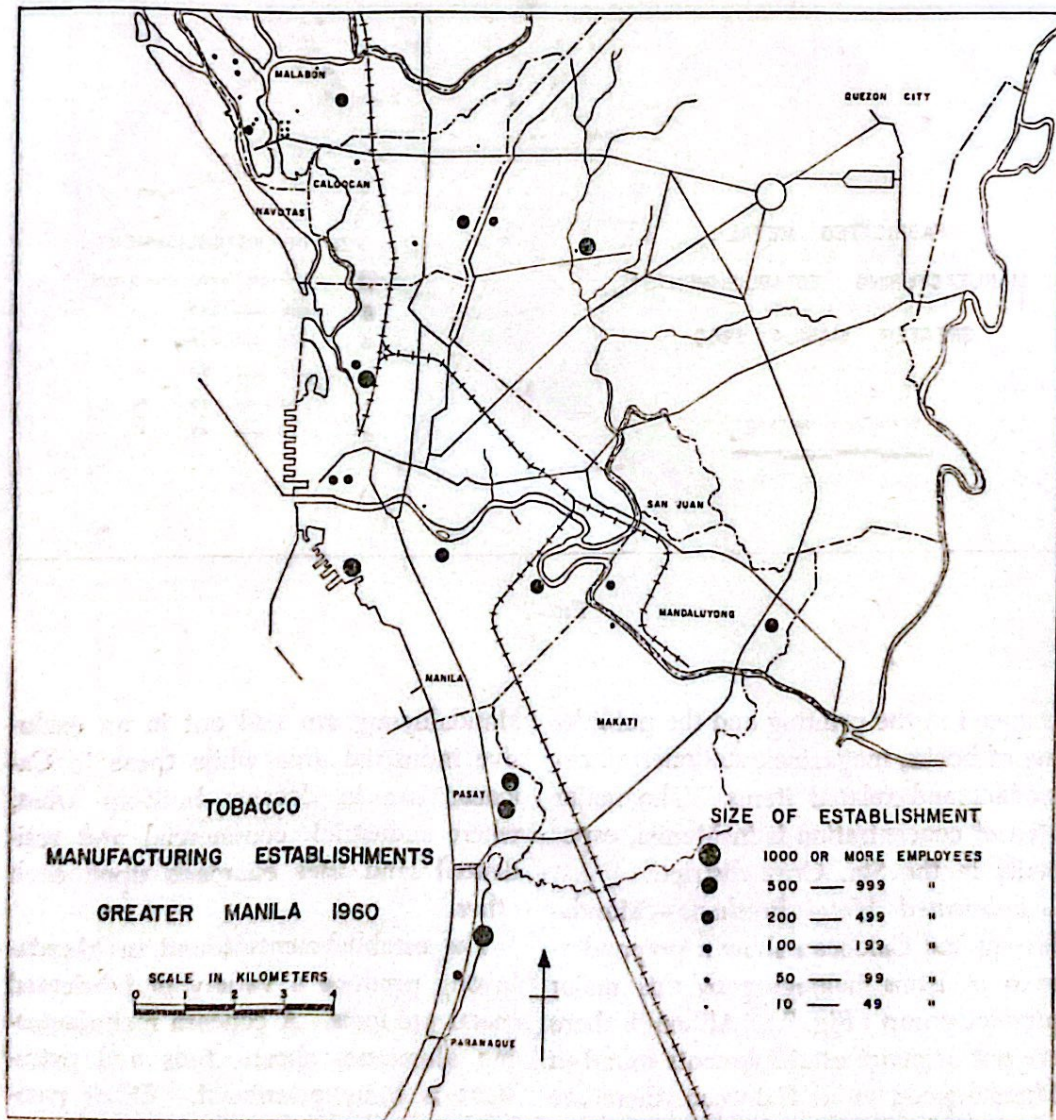 MALABON
QUEZON CITY
CALOOCAN
NAVOTAS
SAN JUAN
MANDALUYONG
MANILA
MAKATI
PASAY
TOBACCO
MANUFACTURING ESTABLISHMENTS
GREATER MANILA 1960
SCALE IN KILOMETERS
0 1 2 3 4
PARANAQUE
SIZE OF ESTABLISHMENT
1000 OR MORE EMPLOYEES
500 — 999 "
200 — 499 "
100 — 199 "
50 — 99 "
10 — 49 "